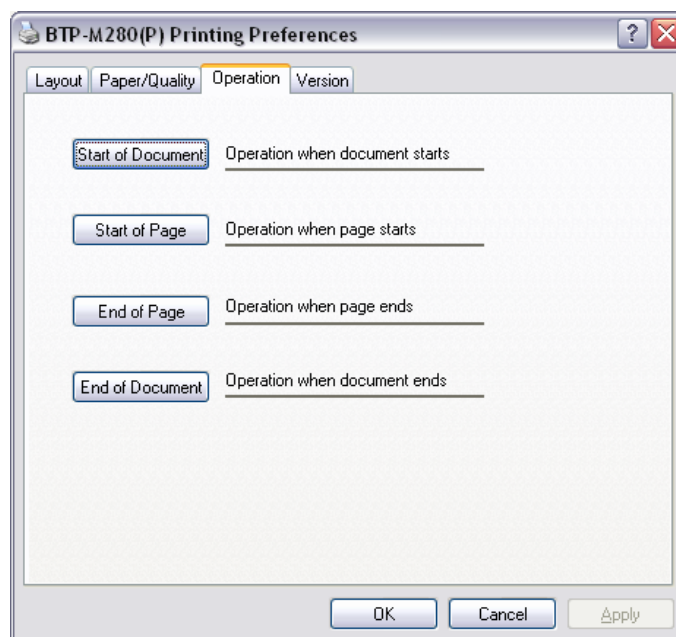 BTP-M280(P) Printing Preferences
Layout Paper/Quality Operation Version
Start of Document Operation when document starts
Start of Page Operation when page starts
End of Page Operation when page ends
End of Document Operation when document ends
OK Cancel Apply